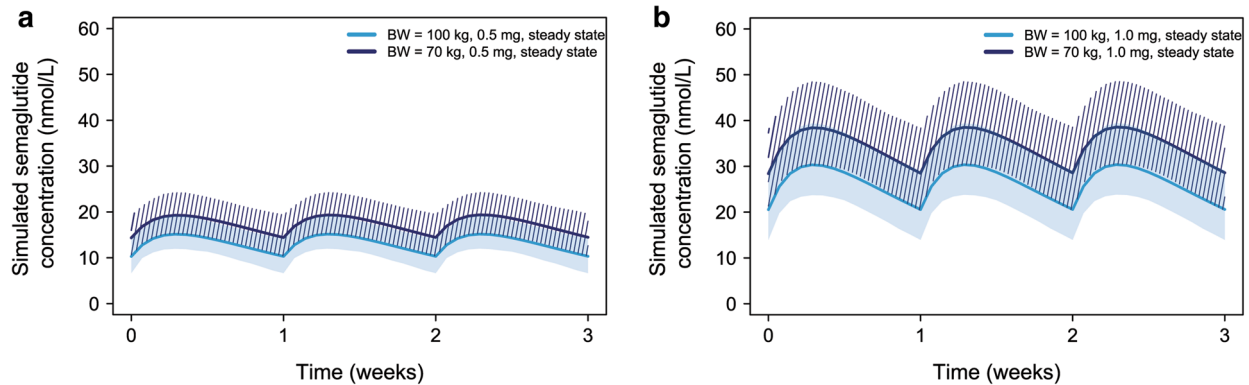 a
BW = 100 kg, 0.5 mg, steady state
BW = 70 kg, 0.5 mg, steady state
Simulated semaglutide
concentration (nmol/L)
60
50
40
30
20
10
0
0 1 2 3
Time (weeks)
b
BW = 100 kg, 1.0 mg, steady state
BW = 70 kg, 1.0 mg, steady state
Simulated semaglutide
concentration (nmol/L)
60
50
40
30
20
10
0
0 1 2 3
Time (weeks)